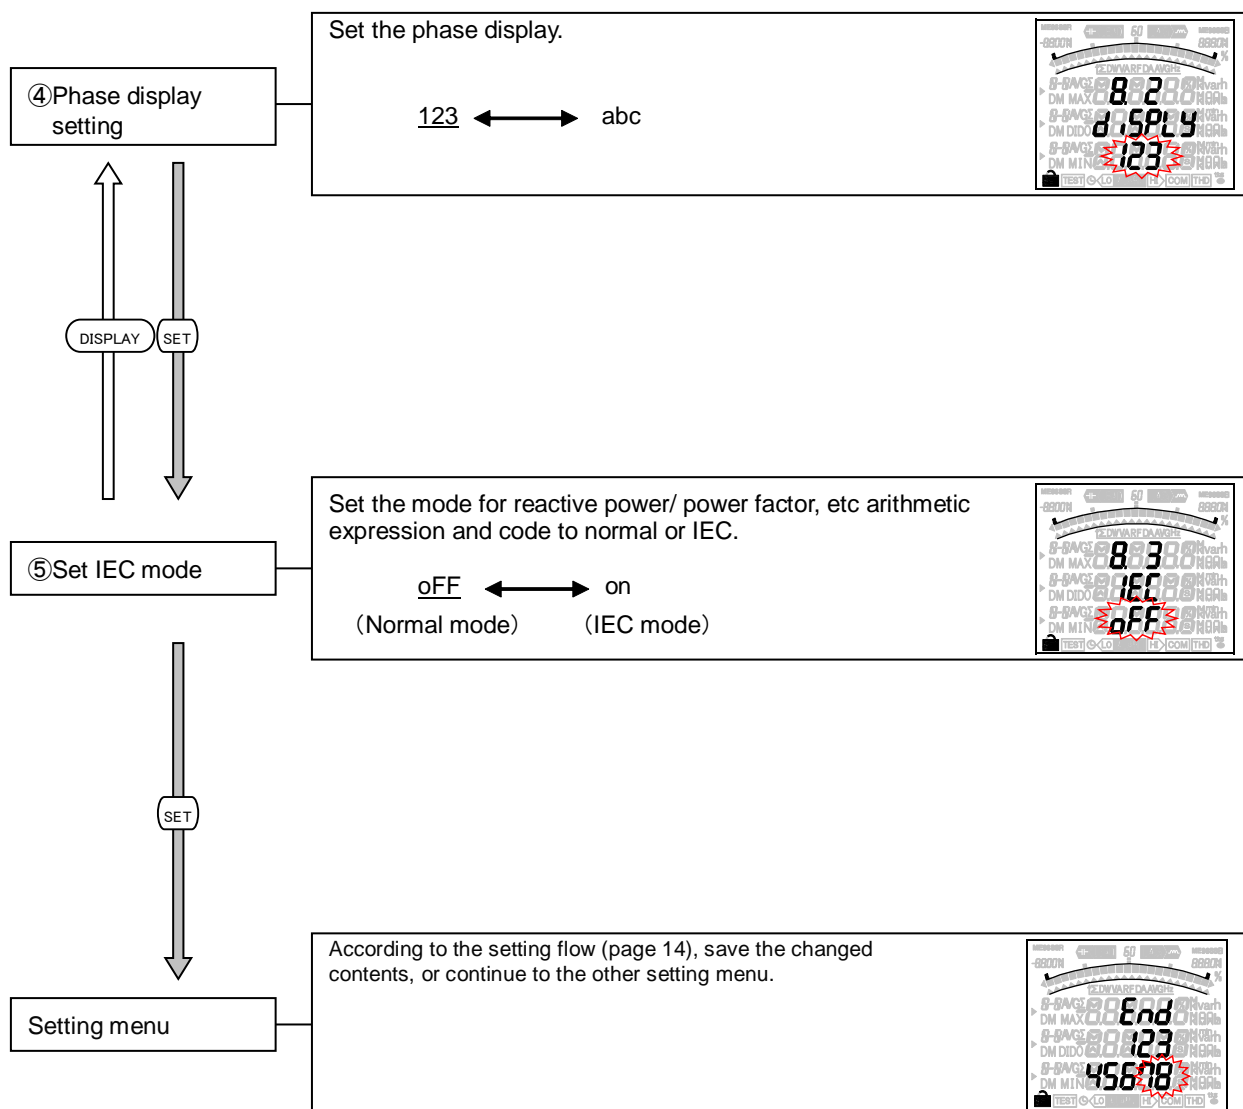 Set the phase display.
④Phase display
setting
123 abc
8. 2
diSPLY
123
DISPLAY SET
Set the mode for reactive power/ power factor, etc arithmetic
expression and code to normal or IEC.
⑤Set IEC mode
oFF on
（Normal mode） （IEC mode）
8. 3
IEC
oFF
SET
According to the setting flow (page 14), save the changed
contents, or continue to the other setting menu.
Setting menu
End
123
45678